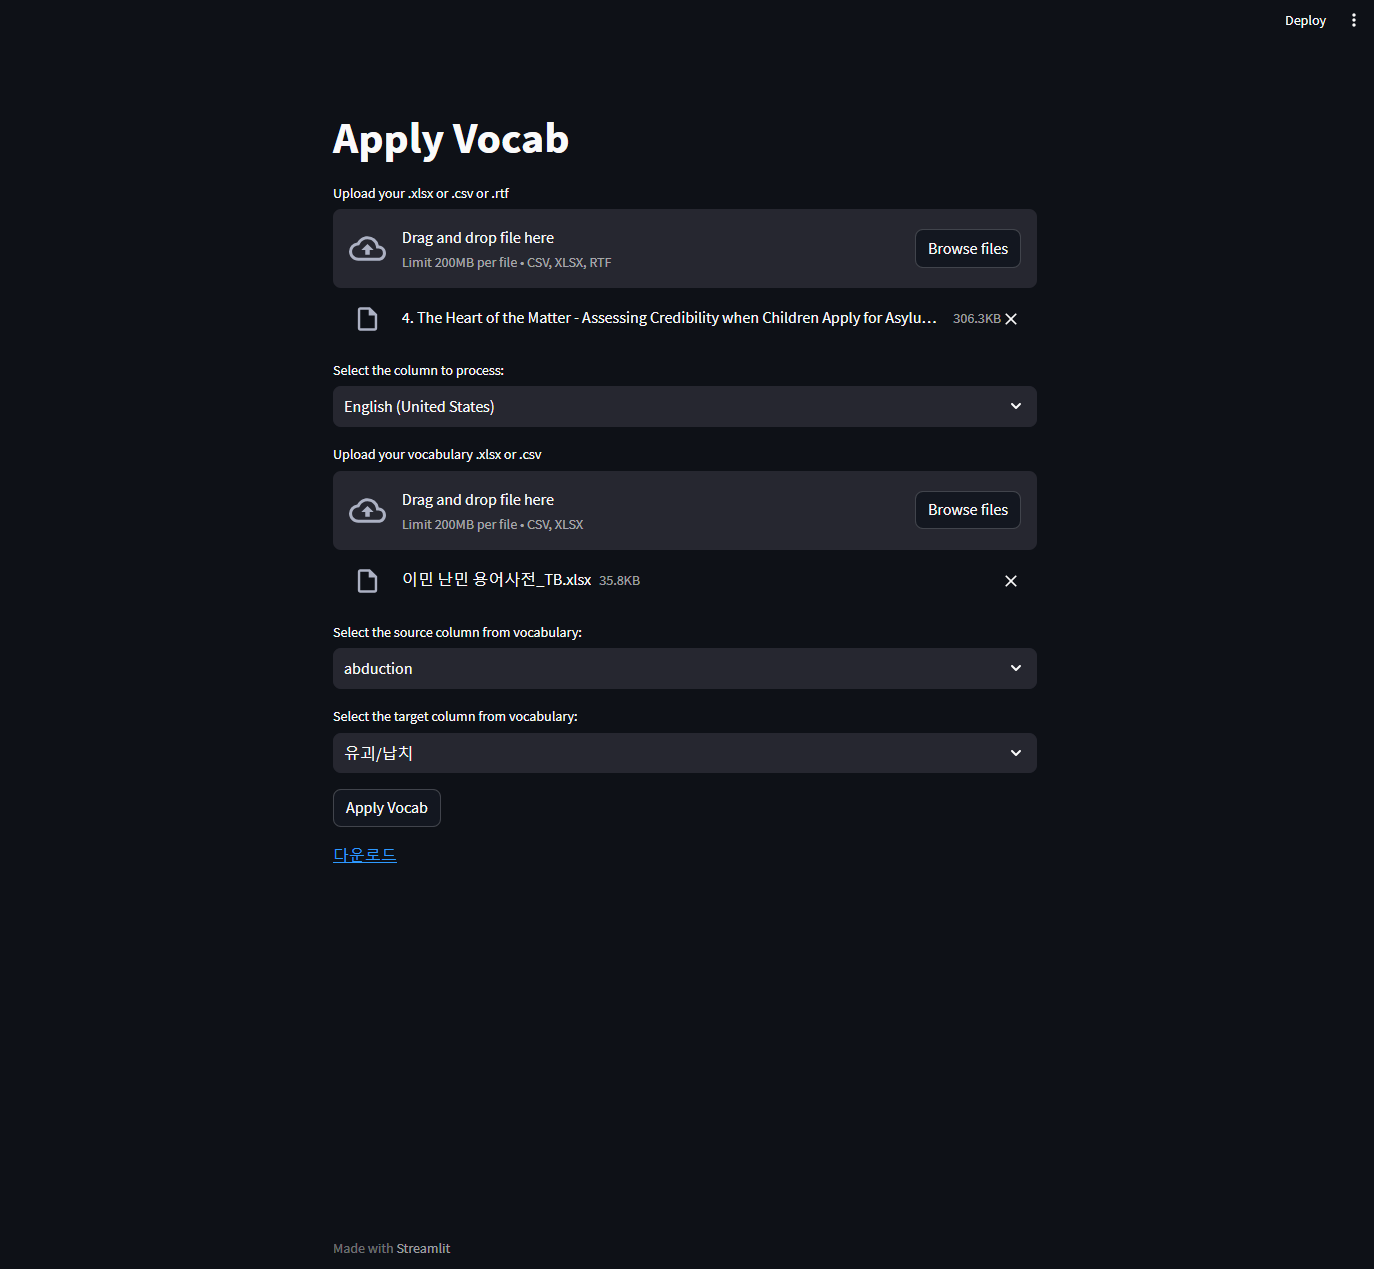 Deploy
Apply Vocab
Upload your .xlsx or .csv or .rtf
Drag and drop file here
Limit 200MB per file • CSV, XLSX, RTF
Browse files
4. The Heart of the Matter - Assessing Credibility when Children Apply for Asylu… 306.3KB
Select the column to process:
English (United States)
Upload your vocabulary .xlsx or .csv
Drag and drop file here
Limit 200MB per file • CSV, XLSX
Browse files
이민 난민 용어사전_TB.xlsx 35.8KB
Select the source column from vocabulary:
abduction
Select the target column from vocabulary:
유괴/납치
Apply Vocab
다운로드
Made with Streamlit